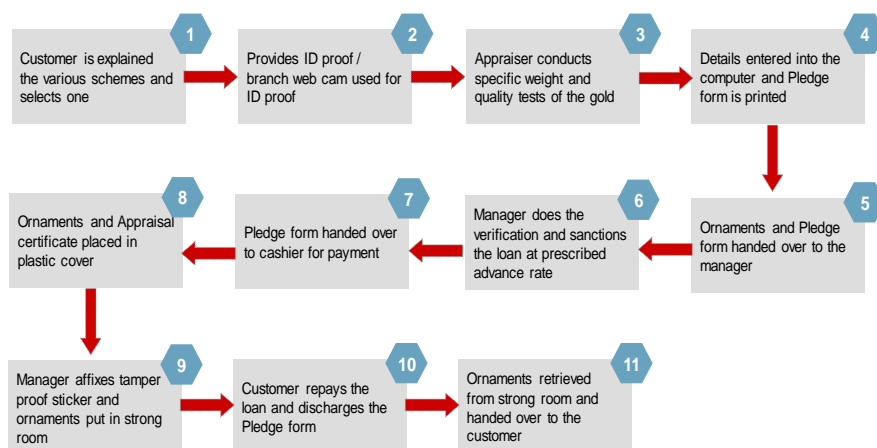 1
Customer is explained
the various schemes and
selects one
2
Provides ID proof /
branch web cam used for
ID proof
3
Appraiser conducts
specific weight and
quality tests of the gold
4
Details entered into the
computer and Pledge
form is printed
5
Ornaments and Pledge
form handed over to the
manager
6
Manager does the
verification and sanctions
the loan at prescribed
advance rate
7
Pledge form handed over
to cashier for payment
8
Ornaments and Appraisal
certificate placed in
plastic cover
9
Manager affixes tamper
proof sticker and
ornaments put in strong
room
10
Customer repays the
loan and discharges the
Pledge form
11
Ornaments retrieved
from strong room and
handed over to the
customer